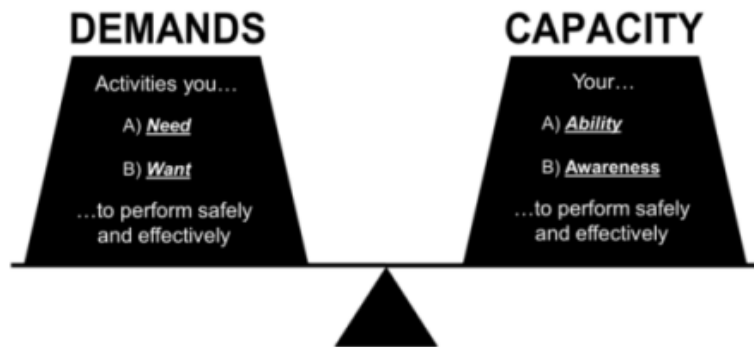 DEMANDS
Activities you…
A) Need
B) Want
…to perform safely
and effectively
CAPACITY
Your…
A) Ability
B) Awareness
…to perform safely
and effectively